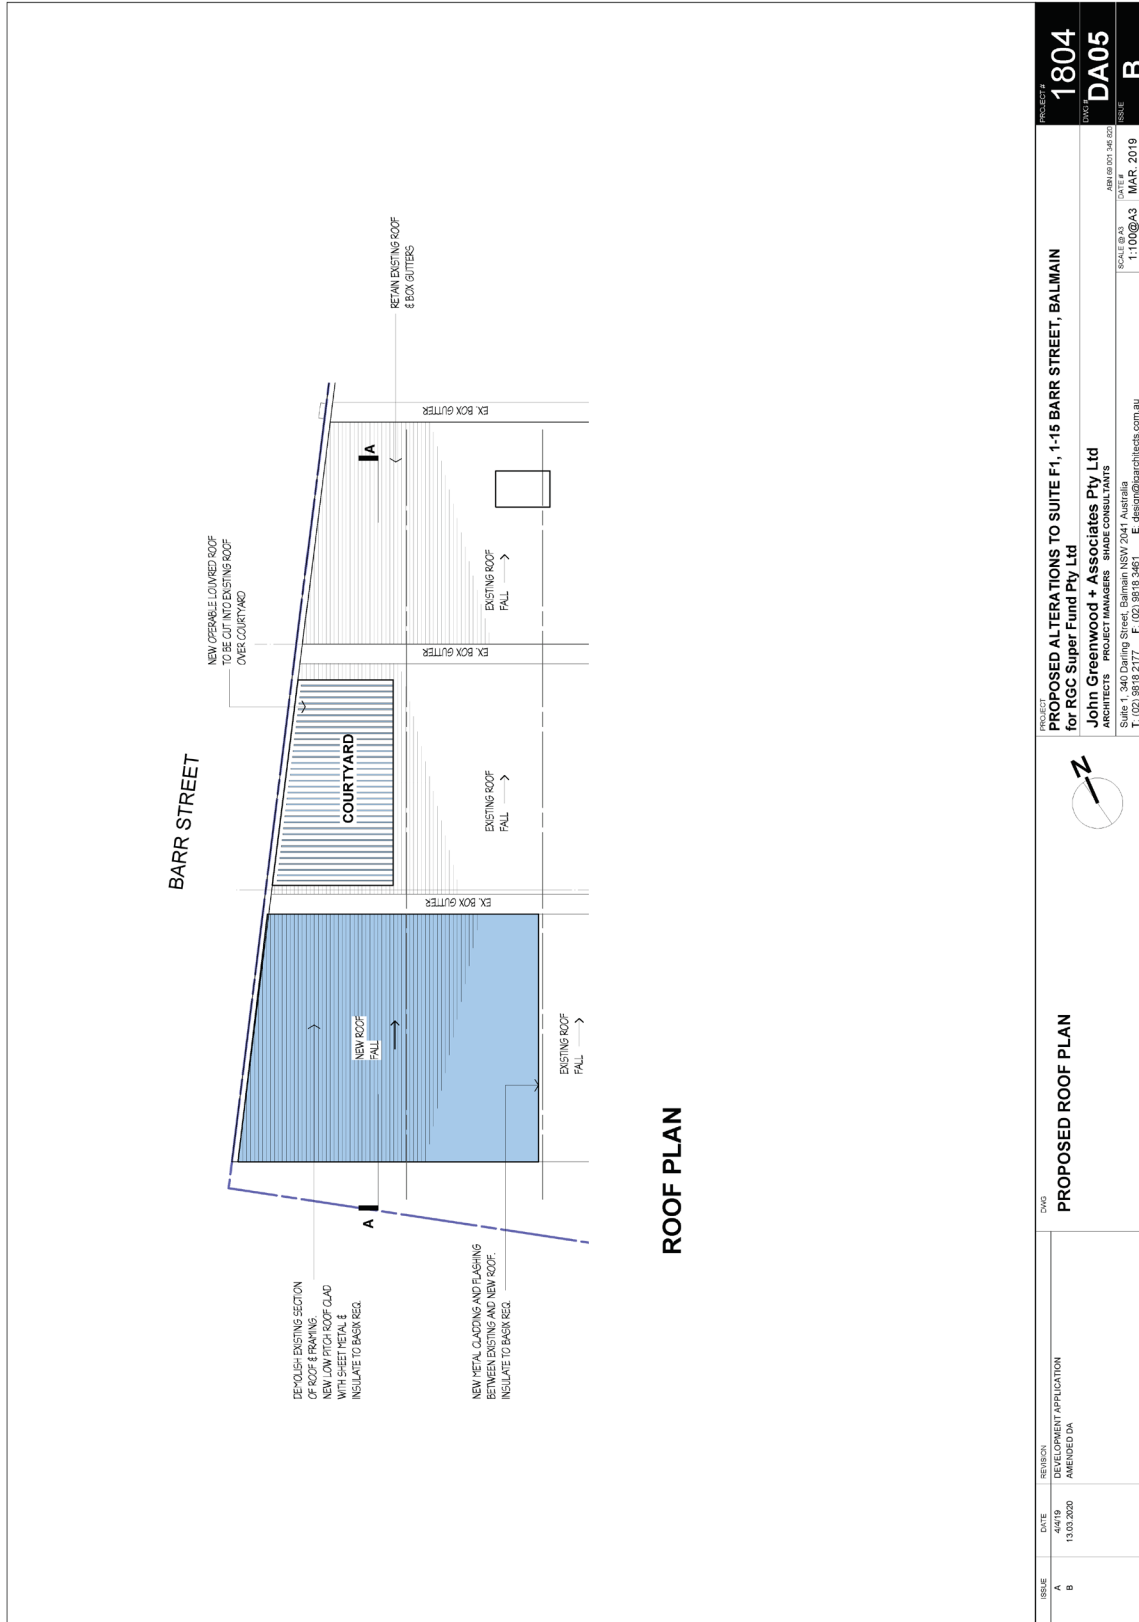 BARR STREET
NEW OPERABLE LOUVRED ROOF
TO BE CUT INTO EXISTING ROOF
OVER COURTYARD
RETAIN EXISTING ROOF
& BOX GUTTERS
COURTYARD
EX. BOX GUTTER
EX. BOX GUTTER
EX. BOX GUTTER
A
A
NEW ROOF
FALL
EXISTING ROOF
FALL
EXISTING ROOF
FALL
EXISTING ROOF
FALL
DEMOLISH EXISTING SECTION
OF ROOF & FRAMING.
NEW LOW PITCH ROOF CLAD
WITH SHEET METAL &
INSULATE TO BASIX REQ.
NEW METAL CLADDING AND FLASHING
BETWEEN EXISTING AND NEW ROOF.
INSULATE TO BASIX REQ.
ROOF PLAN
ISSUE DATE REVISION
A 4/4/19 DEVELOPMENT APPLICATION
B 13.03.2020 AMENDED DA
DWG
PROPOSED ROOF PLAN
N
PROJECT
PROPOSED ALTERATIONS TO SUITE F1, 1-15 BARR STREET, BALMAIN
for RGC Super Fund Pty Ltd
John Greenwood + Associates Pty Ltd
ABN 69 001 345 820
ARCHITECTS PROJECT MANAGERS SHADE CONSULTANTS
Suite 1, 340 Darling Street, Balmain NSW 2041 Australia
T: (02) 9818 2177 F: (02) 9818 3461 E: design@jgarchitects.com.au
SCALE @ A3
1:100@A3
DATE #
MAR. 2019
PROJECT #
1804
DWG #
DA05
ISSUE
B